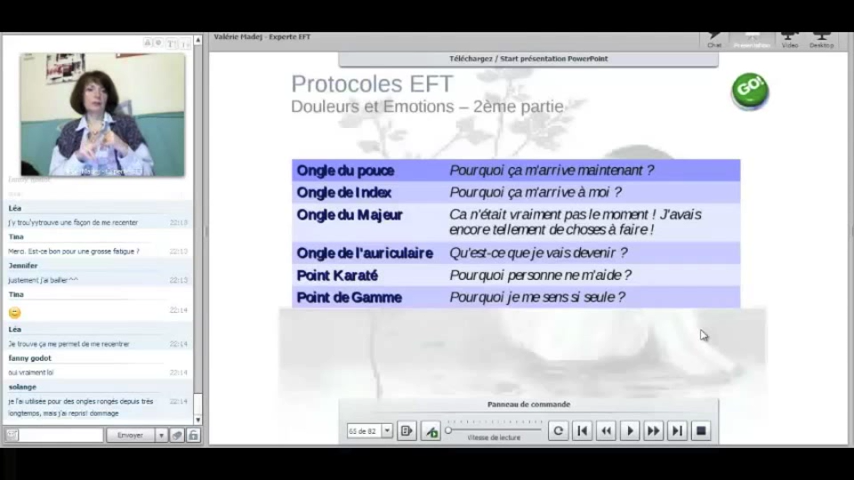 Valérie Madej - Experte EFT
Chat
Présentation
Video
Desktop
Téléchargez / Start présentation PowerPoint
Protocoles EFT
Douleurs et Emotions – 2ème partie
GO!
Ongle du pouce Pourquoi ça m'arrive maintenant ?
Ongle de Index Pourquoi ça m'arrive à moi ?
Ongle du Majeur Ca n'était vraiment pas le moment ! J'avais
encore tellement de choses à faire !
Ongle de l'auriculaire Qu'est-ce que je vais devenir ?
Point Karaté Pourquoi personne ne m'aide ?
Point de Gamme Pourquoi je me sens si seule ?
Léa
j'y trou'yytrouve une façon de me recenter 22:13
Tina
Merci. Est-ce bon pour une grosse fatigue ? 22:13
Jennifer
justement j'ai bailler ^^ 22:13
Tina
22:14
Léa
Je trouve ça me permet de me recentrer 22:14
fanny godot
oui vraiment lol 22:14
solange
je l'ai utilisée pour des ongles rongés depuis très 22:14
longtemps, mais j'ai repris! dommage
Envoyer
Panneau de commande
65 de 82
Vitesse de lecture